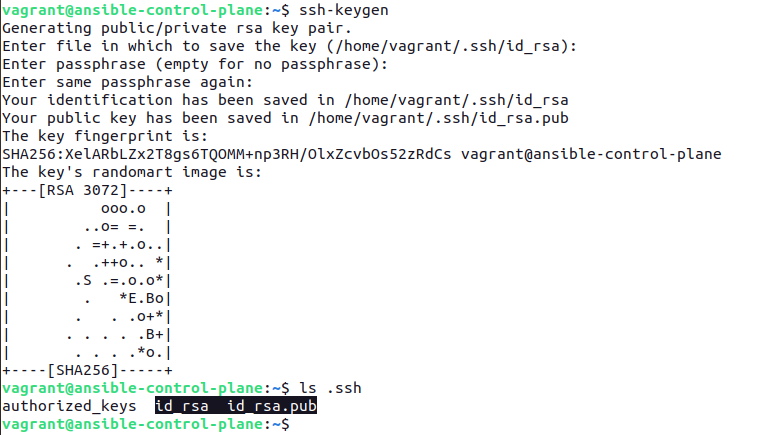 vagrant@ansible-control-plane:~$ ssh-keygen
Generating public/private rsa key pair.
Enter file in which to save the key (/home/vagrant/.ssh/id_rsa):
Enter passphrase (empty for no passphrase):
Enter same passphrase again:
Your identification has been saved in /home/vagrant/.ssh/id_rsa
Your public key has been saved in /home/vagrant/.ssh/id_rsa.pub
The key fingerprint is:
SHA256:XelARbLZx2T8gs6TQOMM+np3RH/OlxZcvbOs52zRdCs vagrant@ansible-control-plane
The key's randomart image is:
+---[RSA 3072]----+
|           ooo.o  |
|         ..o= =.  |
|        . =+.+.o..|
|       .  .++o.. *|
|        .S .=.o.o*|
|         .   *E.Bo|
|        .   . .o+*|
|       . . . . .B+|
|        . . . .*o.|
+----[SHA256]-----+
vagrant@ansible-control-plane:~$ ls .ssh
authorized_keys  id_rsa  id_rsa.pub
vagrant@ansible-control-plane:~$